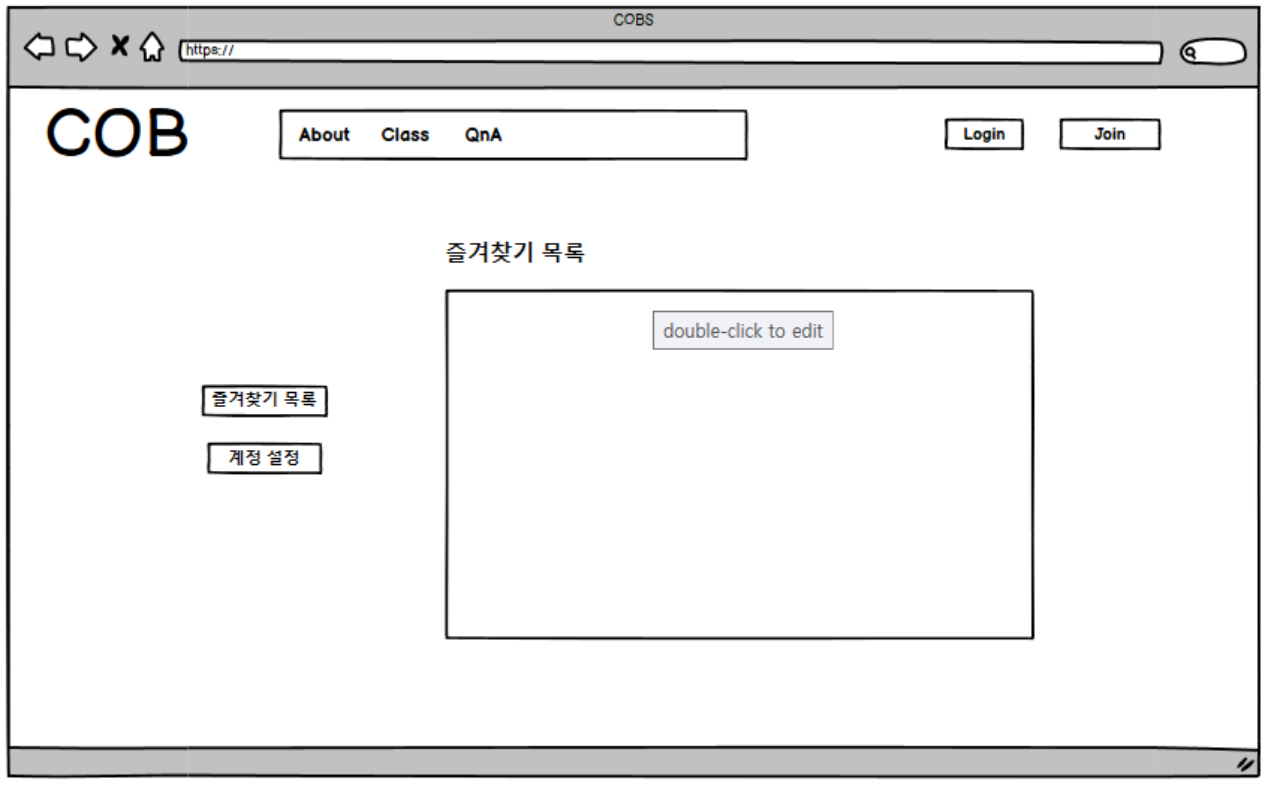 COBS
https://
COB
About Class QnA
Login
Join
즐겨찾기 목록
double-click to edit
즐겨찾기 목록
계정 설정